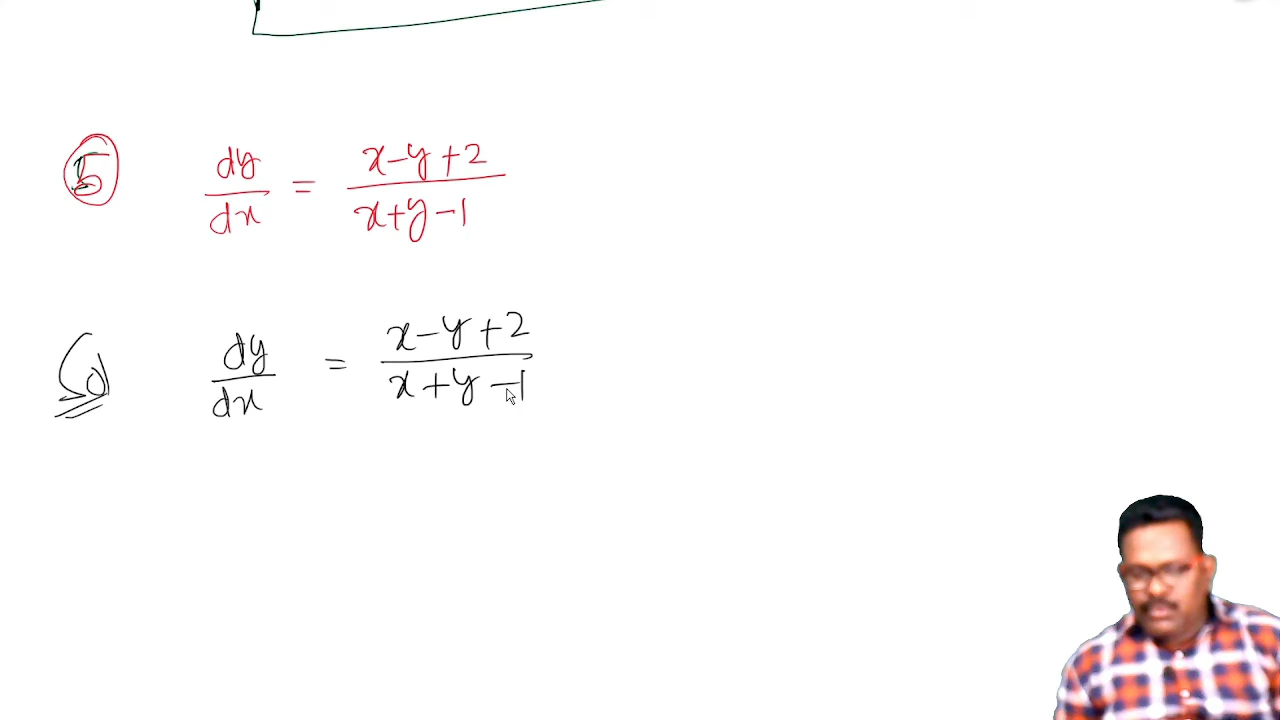 5 dy/dx = x-y+2/x+y-1
Sol dy/dx = x-y+2/x+y-1